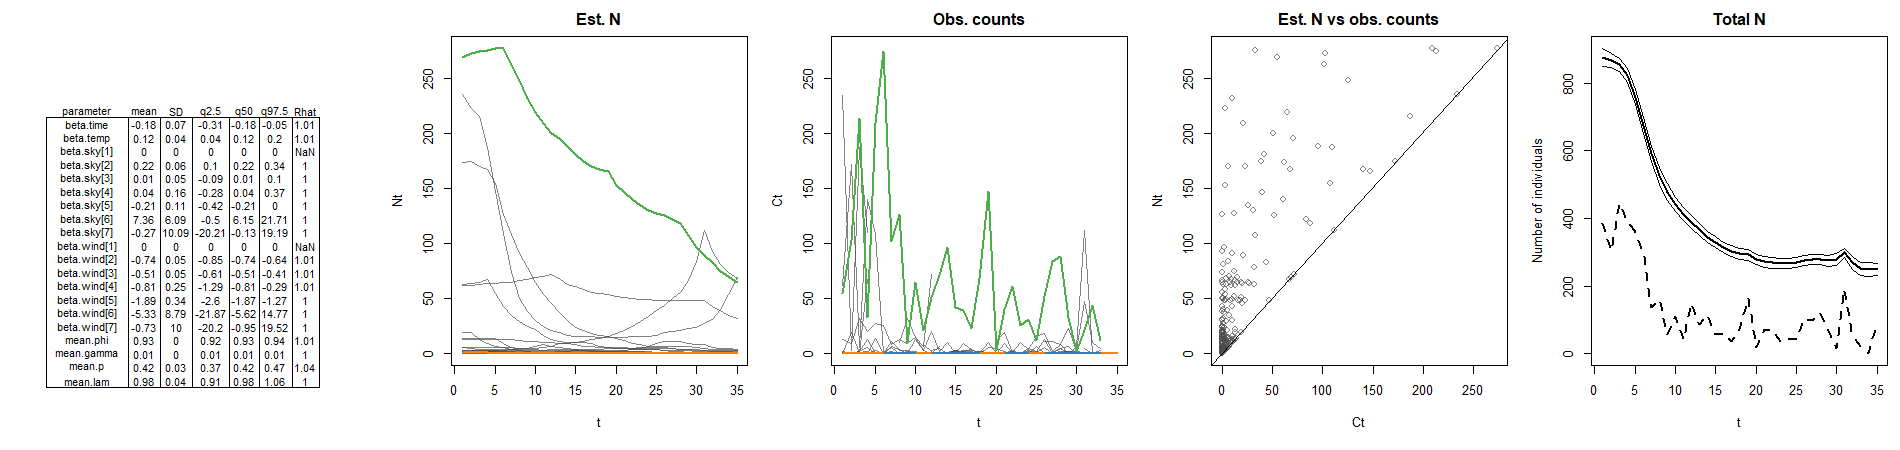 parameter mean SD q2.5 q50 q97.5 Rhat
beta.time -0.18 0.07 -0.31 -0.18 -0.05 1.01
beta.temp 0.12 0.04 0.04 0.12 0.2 1.01
beta.sky[1] 0 0 0 0 0 NaN
beta.sky[2] 0.22 0.06 0.1 0.22 0.34 1
beta.sky[3] 0.01 0.05 -0.09 0.01 0.1 1
beta.sky[4] 0.04 0.16 -0.28 0.04 0.37 1
beta.sky[5] -0.21 0.11 -0.42 -0.21 0 1
beta.sky[6] 7.36 6.09 -0.5 6.15 21.71 1
beta.sky[7] -0.27 10.09 -20.21 -0.13 19.19 1
beta.wind[1] 0 0 0 0 0 NaN
beta.wind[2] -0.74 0.05 -0.85 -0.74 -0.64 1.01
beta.wind[3] -0.51 0.05 -0.61 -0.51 -0.41 1.01
beta.wind[4] -0.81 0.25 -1.29 -0.81 -0.29 1.01
beta.wind[5] -1.89 0.34 -2.6 -1.87 -1.27 1
beta.wind[6] -5.33 8.79 -21.87 -5.62 14.77 1
beta.wind[7] -0.73 10 -20.2 -0.95 19.52 1
mean.phi 0.93 0 0.92 0.93 0.94 1.01
mean.gamma 0.01 0 0.01 0.01 0.01 1
mean.p 0.42 0.03 0.37 0.42 0.47 1.04
mean.lam 0.98 0.04 0.91 0.98 1.06 1
Est. N
Nt
250
200
150
100
50
0
0 5 10 15 20 25 30 35
t
Obs. counts
Ct
250
200
150
100
50
0
0 5 10 15 20 25 30 35
t
Est. N vs obs. counts
Nt
250
200
150
100
50
0
0 50 100 150 200 250
Ct
Total N
Number of individuals
800
600
400
200
0
0 5 10 15 20 25 30 35
t